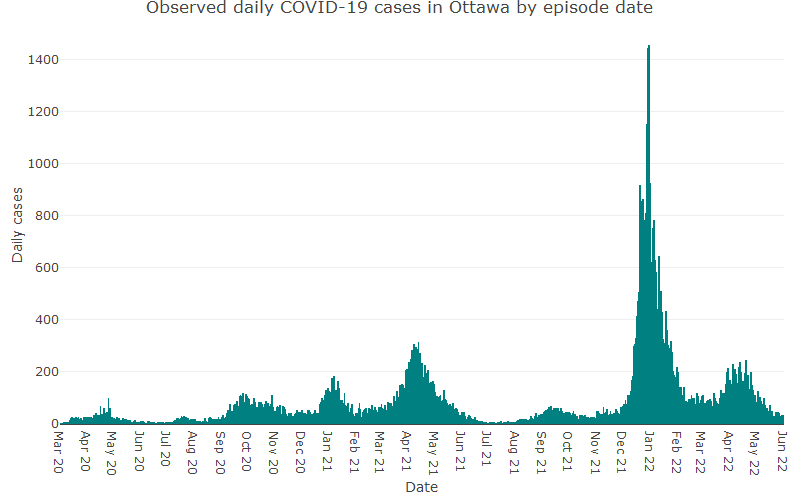 Observed daily COVID-19 cases in Ottawa by episode date
Daily cases
1400
1200
1000
800
600
400
200
0
Mar 20
Apr 20
May 20
Jun 20
Jul 20
Aug 20
Sep 20
Oct 20
Nov 20
Dec 20
Jan 21
Feb 21
Mar 21
Apr 21
May 21
Jun 21
Jul 21
Aug 21
Sep 21
Oct 21
Nov 21
Dec 21
Jan 22
Feb 22
Mar 22
Apr 22
May 22
Jun 22
Date